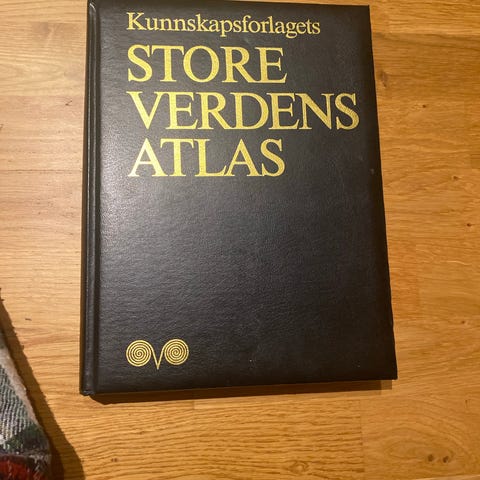 Kunnskapsforlagets
STORE
VERDENS
ATLAS